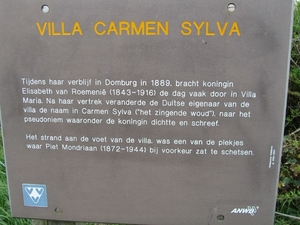 VILLA CARMEN SYLVA
Tijdens haar verblijf in Domburg in 1889, bracht koningin
Elisabeth van Roemenië (1843-1916) de dag vaak door in Villa
Maria. Na haar vertrek veranderde de Duitse eigenaar van de
villa de naam in Carmen Sylva ("het zingende woud"), naar het
pseudoniem waaronder de koningin dichtte en schreef.
Het strand aan de voet van de villa, was een van de plekjes
waar Piet Mondriaan (1872-1944) bij voorkeur zat te schetsen.
ANWB